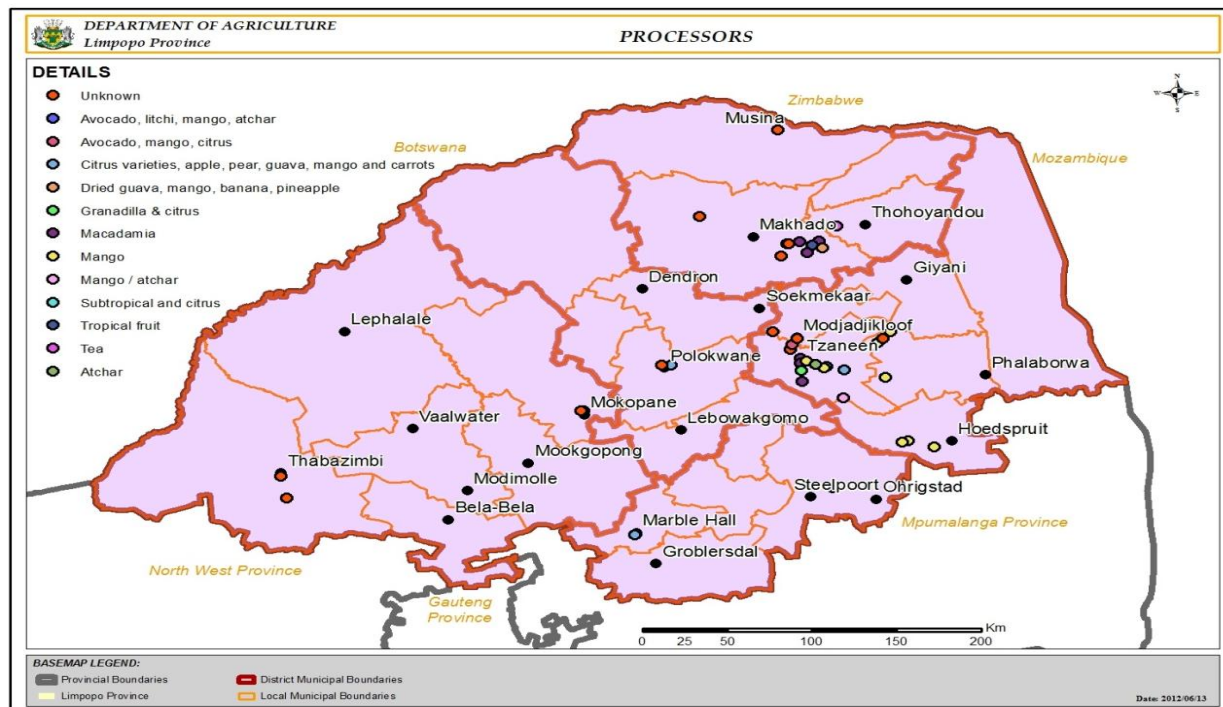 DEPARTMENT OF AGRICULTURE
Limpopo Province
PROCESSORS
DETAILS
Unknown
Avocado, litchi, mango, atchar
Avocado, mango, citrus
Citrus varieties, apple, pear, guava, mango and carrots
Dried guava, mango, banana, pineapple
Granadilla & citrus
Macadamia
Mango
Mango / atchar
Subtropical and citrus
Tropical fruit
Tea
Atchar
N
W E
S
Zimbabwe
Musina
Botswana
Mozambique
Makhado
Thohoyandou
Giyani
Dendron
Soekmekaar
Lephalale
Modjadjikloof
Tzaneen
Polokwane
Phalaborwa
Mokopane
Vaalwater
Lebowakgomo
Hoedspruit
Mookgopong
Thabazimbi
Modimolle
Steelpoort
Ohrigstad
Bela-Bela
Marble Hall
Mpumalanga Province
Groblersdal
North West Province
Gauteng
Province
Km
0 25 50 100 150 200
BASEMAP LEGEND:
Provincial Boundaries
District Municipal Boundaries
Limpopo Province
Local Municipal Boundaries
Date: 2012/06/13